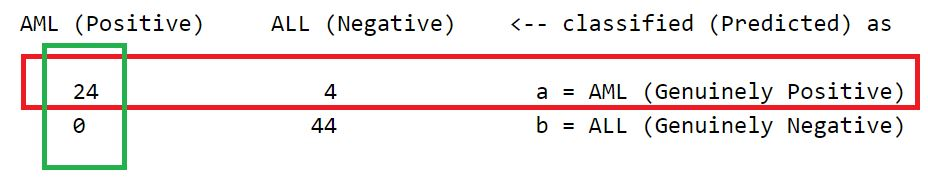 AML (Positive) ALL (Negative) <-- classified (Predicted) as
24 4 a = AML (Genuinely Positive)
0 44 b = ALL (Genuinely Negative)